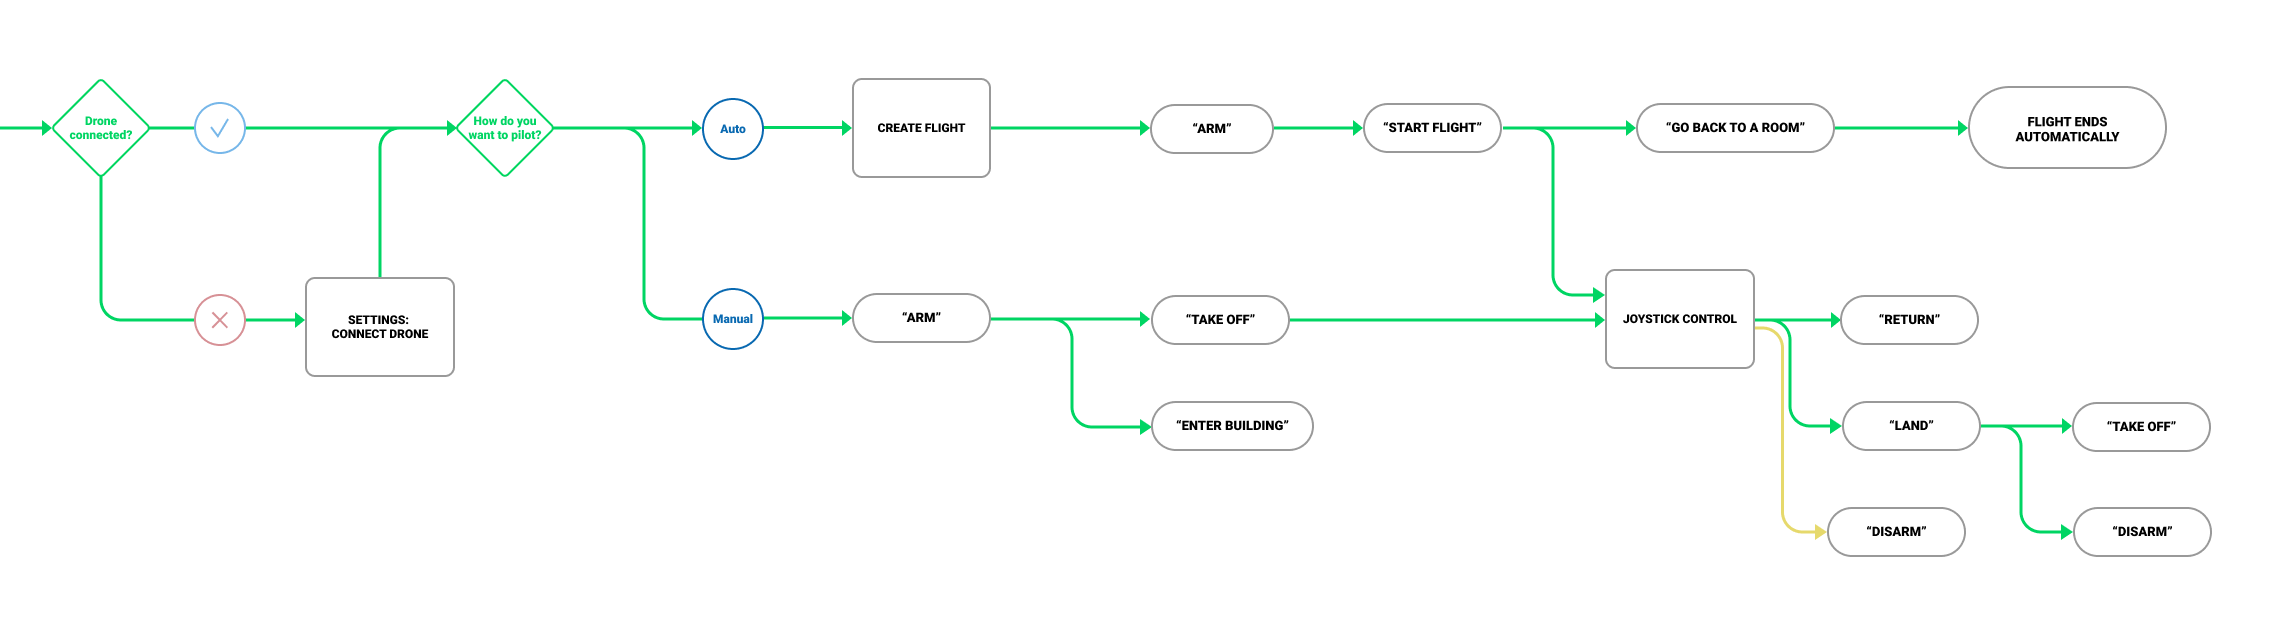 Drone
connected?
How do you
want to pilot?
Auto
CREATE FLIGHT
“ARM”
“START FLIGHT”
“GO BACK TO A ROOM”
FLIGHT ENDS
AUTOMATICALLY
SETTINGS:
CONNECT DRONE
Manual
“ARM”
“TAKE OFF”
JOYSTICK CONTROL
“RETURN”
“ENTER BUILDING”
“LAND”
“TAKE OFF”
“DISARM”
“DISARM”